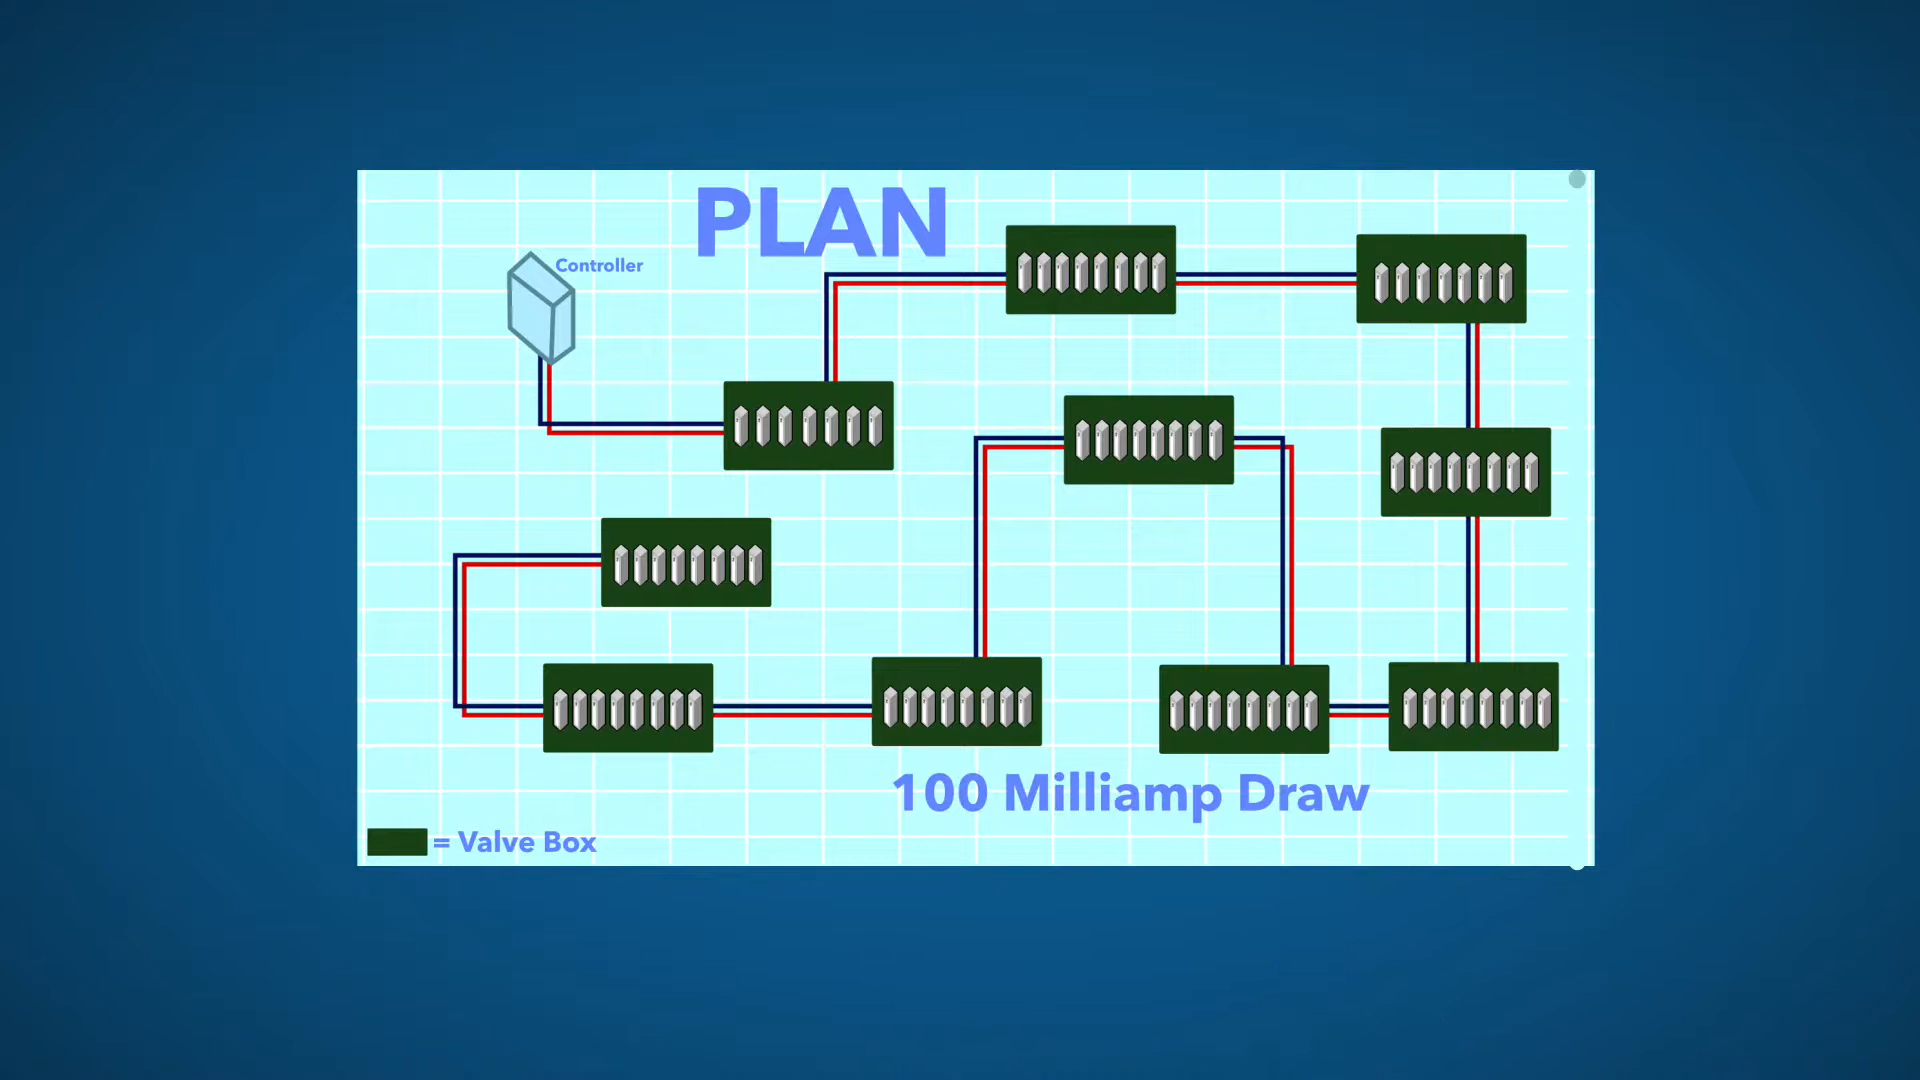 PLAN
Controller
100 Milliamp Draw
= Valve Box